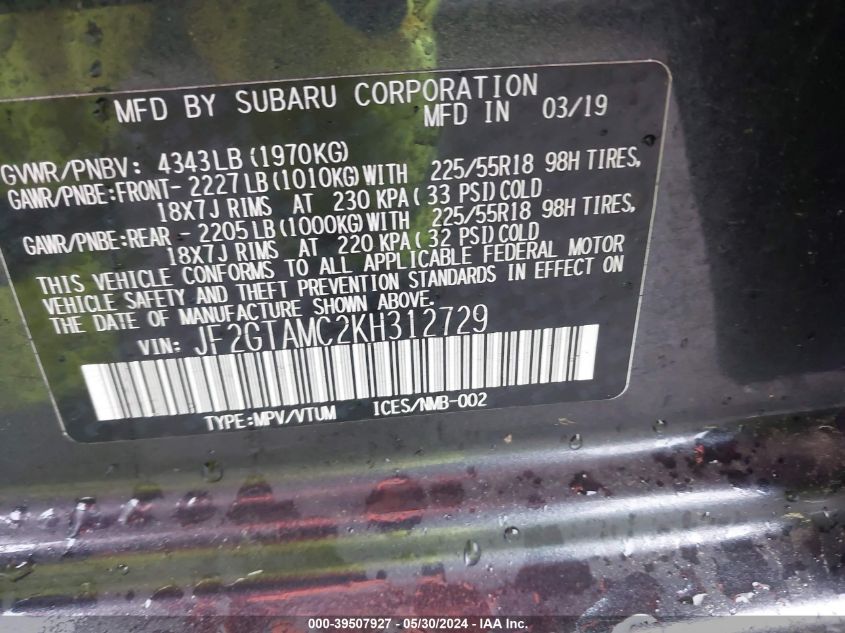 MFD BY SUBARU CORPORATION
MFD IN 03/19
GVWR/PNBV: 4343LB(1970KG)
GAWR/PNBE:FRONT- 2227LB(1010KG)WITH 225/55R18 98H TIRES,
18X7J RIMS AT 230 KPA( 33 PSI)COLD
GAWR/PNBE:REAR - 2205LB(1000KG)WITH 225/55R18 98H TIRES,
18X7J RIMS AT 220 KPA( 32 PSI)COLD
THIS VEHICLE CONFORMS TO ALL APPLICABLE FEDERAL MOTOR
VEHICLE SAFETY AND THEFT PREVENTION STANDARDS IN EFFECT ON
THE DATE OF MANUFACTURE SHOWN ABOVE.
VIN: JF2GTAMC2KH312729
TYPE:MPV/VTUM ICES/NMB-002
000-39507927 - 05/30/2024 - IAAI.com